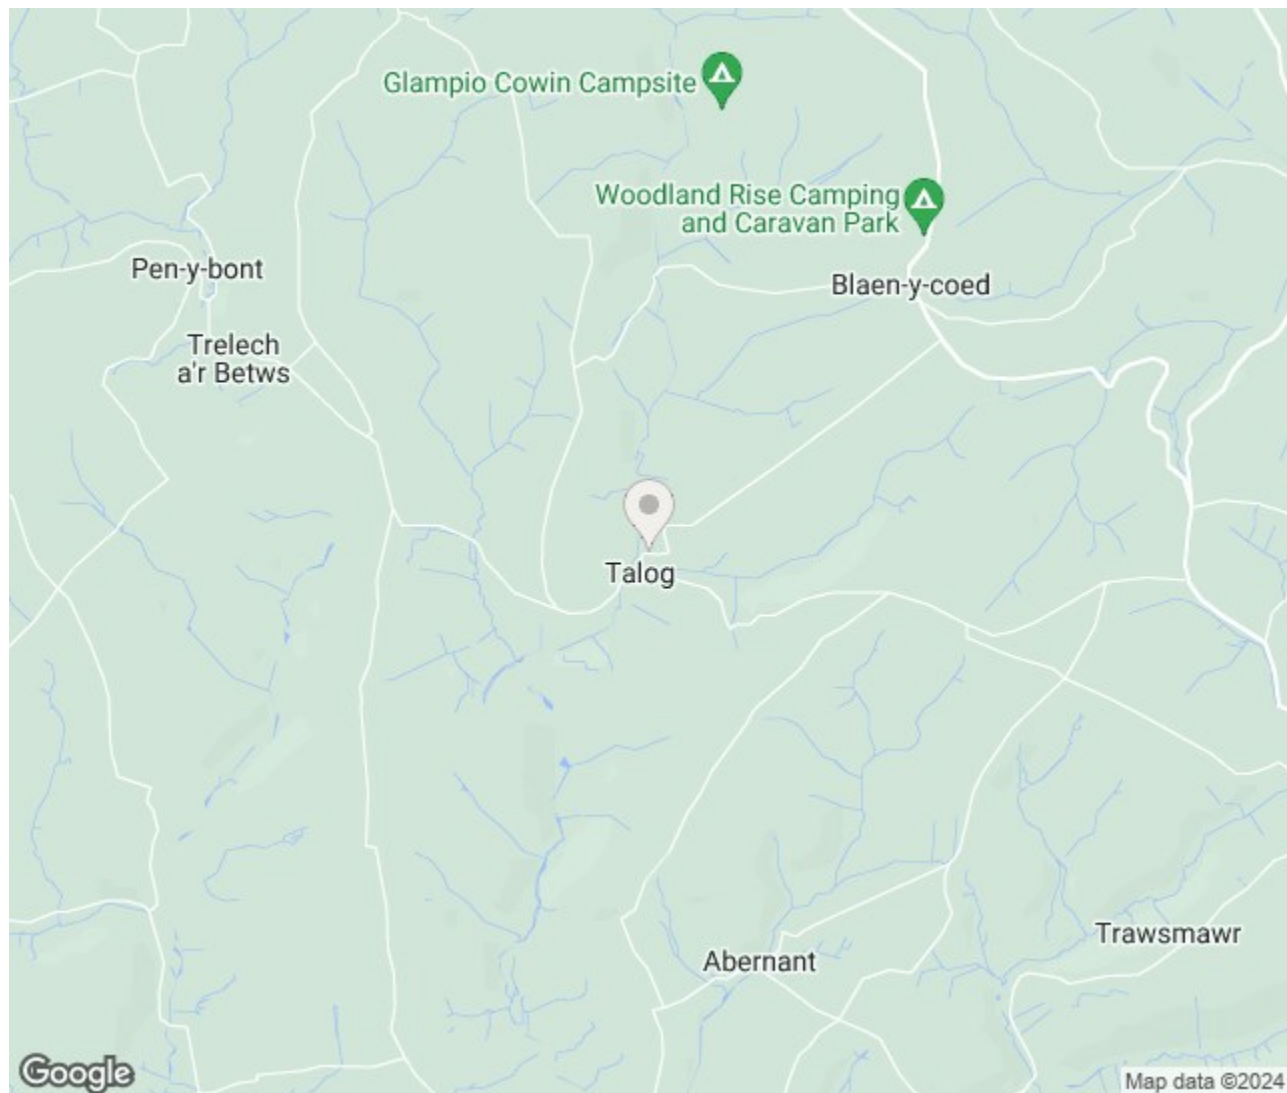 Glampio Cowin Campsite
Woodland Rise Camping
and Caravan Park
Pen-y-bont
Blaen-y-coed
Trelech
a'r Betws
Talog
Trawsmawr
Abernant
Google
Map data ©2024